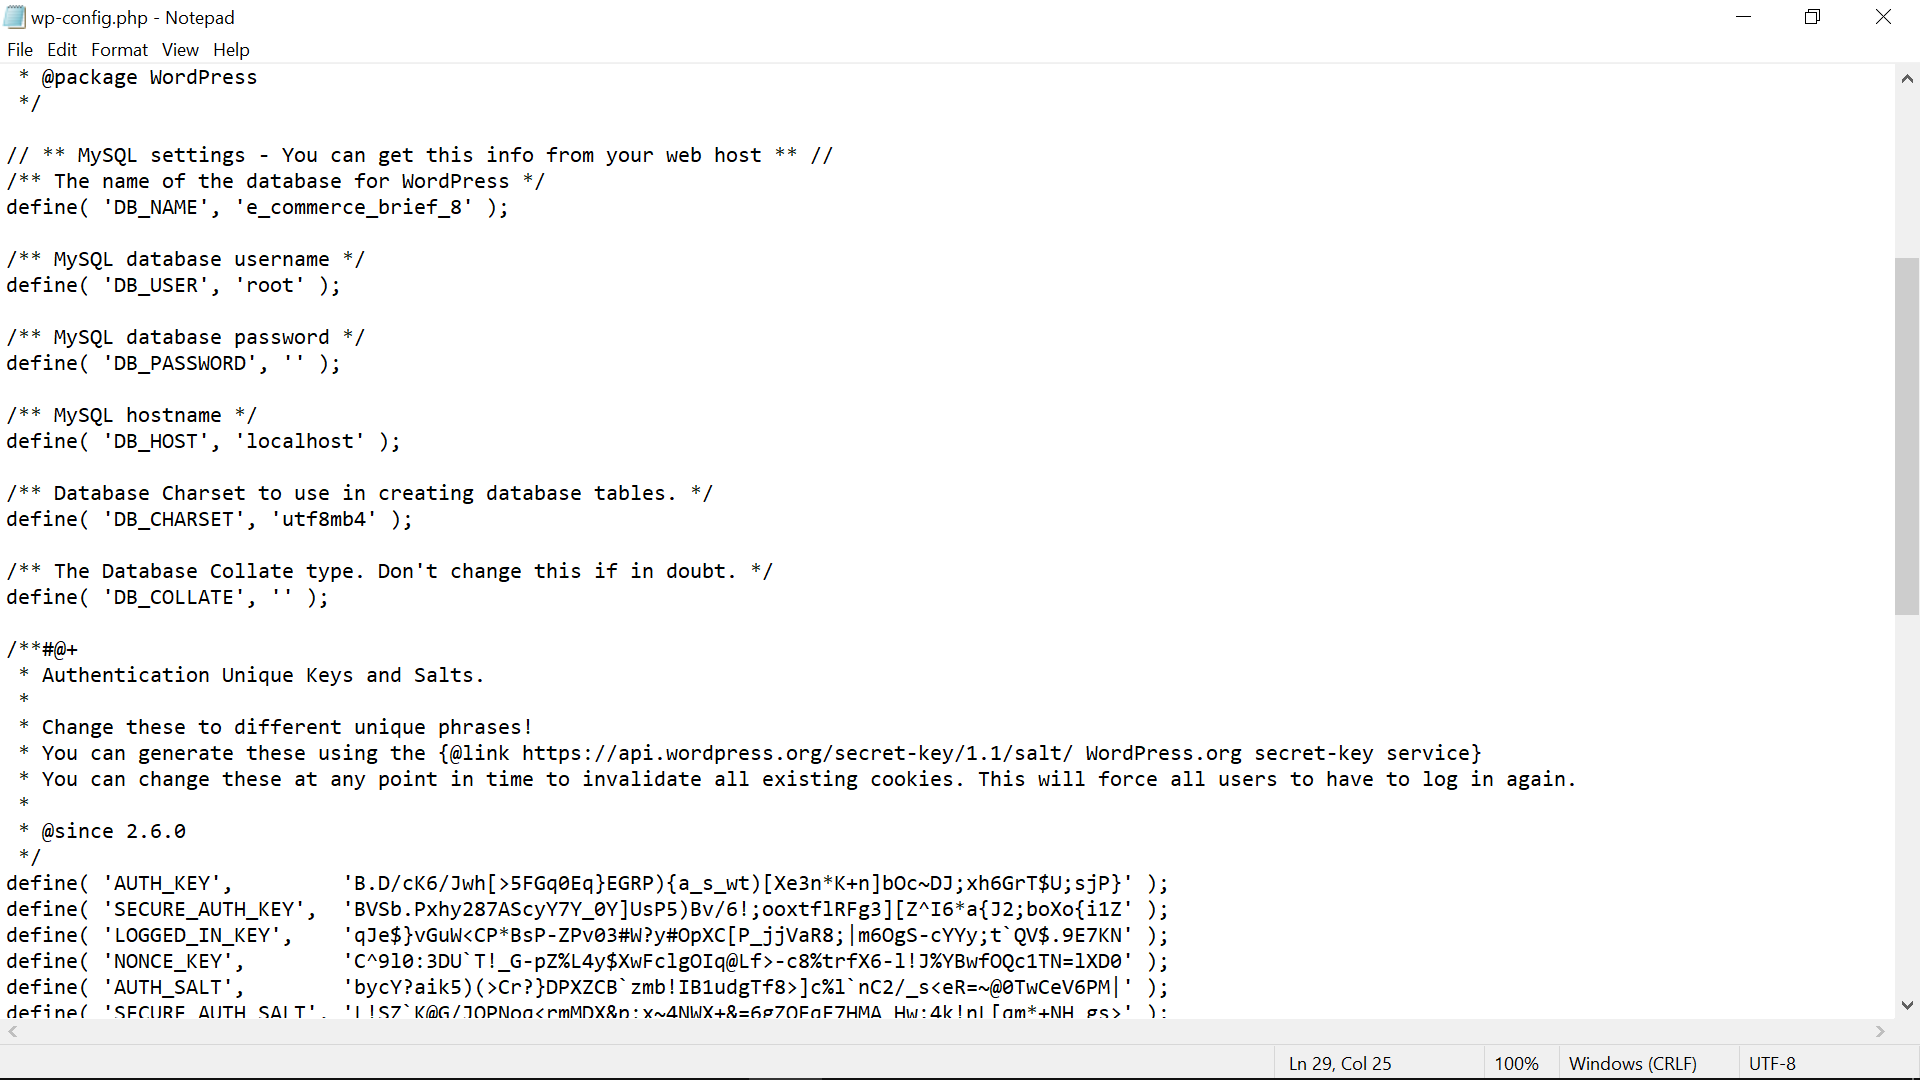 wp-config.php - Notepad
File Edit Format View Help
 * @package WordPress
 */

// ** MySQL settings - You can get this info from your web host ** //
/** The name of the database for WordPress */
define( 'DB_NAME', 'e_commerce_brief_8' );

/** MySQL database username */
define( 'DB_USER', 'root' );

/** MySQL database password */
define( 'DB_PASSWORD', '' );

/** MySQL hostname */
define( 'DB_HOST', 'localhost' );

/** Database Charset to use in creating database tables. */
define( 'DB_CHARSET', 'utf8mb4' );

/** The Database Collate type. Don't change this if in doubt. */
define( 'DB_COLLATE', '' );

/**#@+
 * Authentication Unique Keys and Salts.
 *
 * Change these to different unique phrases!
 * You can generate these using the {@link https://api.wordpress.org/secret-key/1.1/salt/ WordPress.org secret-key service}
 * You can change these at any point in time to invalidate all existing cookies. This will force all users to have to log in again.
 *
 * @since 2.6.0
 */
define( 'AUTH_KEY',         'B.D/cK6/Jwh[>5FGq0Eq}EGRP){a_s_wt)[Xe3n*K+n]bOc~DJ;xh6GrT$U;sjP}' );
define( 'SECURE_AUTH_KEY',  'BVSb.Pxhy287AScyY7Y_0Y]UsP5)Bv/6!;ooxtflRFg3][Z^I6*a{J2;boXo{i1Z' );
define( 'LOGGED_IN_KEY',    'qJe$}vGuW<CP*BsP-ZPv03#W?y#OpXC[P_jjVaR8;|m6OgS-cYYy;t`QV$.9E7KN' );
define( 'NONCE_KEY',        'C^9l0:3DU`T!_G-pZ%L4y$XwFclgOIq@Lf>-c8%trfX6-l!J%YBwfOQc1TN=lXD0' );
define( 'AUTH_SALT',        'bycY?aik5)(>Cr?}DPXZCB`zmb!IB1udgTf8>]c%l`nC2/_s<eR=~@0TwCeV6PM|' );
define( 'SECURE_AUTH_SALT',
Ln 29, Col 25
100%
Windows (CRLF)
UTF-8